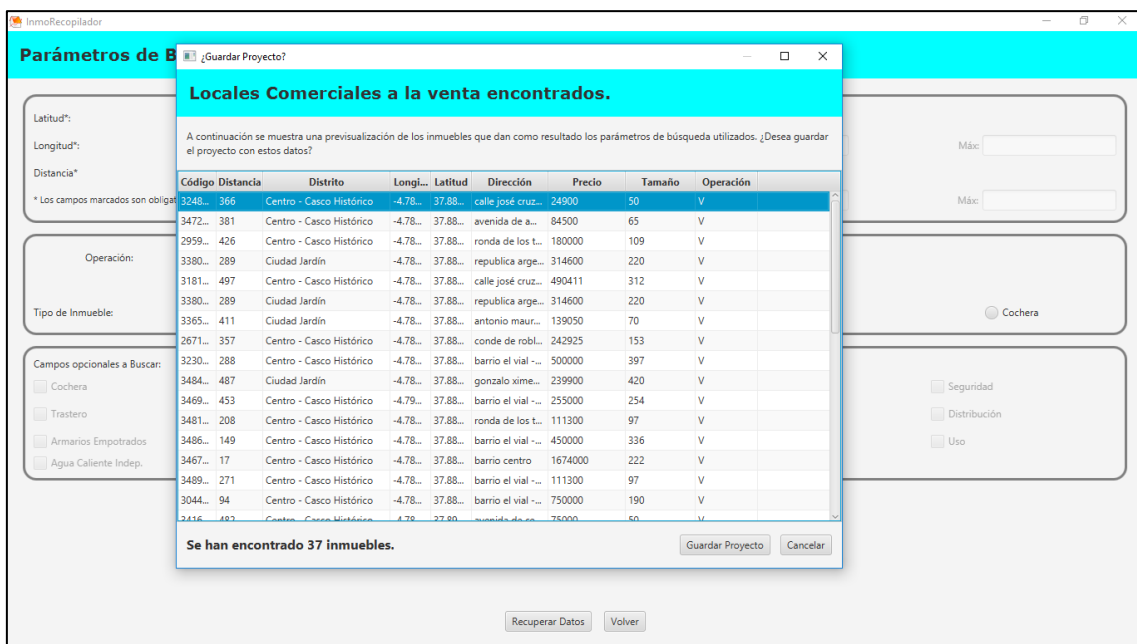 InmoRecopilador
Parámetros de B
¿Guardar Proyecto?
Locales Comerciales a la venta encontrados.
A continuación se muestra una previsualización de los inmuebles que dan como resultado los parámetros de búsqueda utilizados. ¿Desea guardar
el proyecto con estos datos?
Código Distancia Distrito Longi... Latitud Dirección Precio Tamaño Operación
3248... 366 Centro - Casco Histórico -4.78... 37.88... calle josé cruz... 24900 50 V
3472... 381 Centro - Casco Histórico -4.78... 37.88... avenida de a... 84500 65 V
2959... 426 Centro - Casco Histórico -4.78... 37.88... ronda de los t... 180000 109 V
3380... 289 Ciudad Jardín -4.78... 37.88... republica arge... 314600 220 V
3181... 497 Centro - Casco Histórico -4.78... 37.88... calle josé cruz... 490411 312 V
3380... 289 Ciudad Jardín -4.78... 37.88... republica arge... 314600 220 V
3365... 411 Ciudad Jardín -4.78... 37.88... antonio maur... 139050 70 V
2671... 357 Centro - Casco Histórico -4.78... 37.88... conde de robl... 242925 153 V
3230... 288 Centro - Casco Histórico -4.78... 37.88... barrio el vial -... 500000 397 V
3484... 487 Ciudad Jardín -4.78... 37.88... gonzalo xime... 239900 420 V
3469... 453 Centro - Casco Histórico -4.79... 37.88... barrio el vial -... 255000 254 V
3481... 208 Centro - Casco Histórico -4.78... 37.88... ronda de los t... 111300 97 V
3486... 149 Centro - Casco Histórico -4.78... 37.88... barrio el vial -... 450000 336 V
3467... 17 Centro - Casco Histórico -4.78... 37.88... barrio centro 1674000 222 V
3489... 271 Centro - Casco Histórico -4.78... 37.88... barrio el vial -... 111300 97 V
3044... 94 Centro - Casco Histórico -4.78... 37.88... barrio el vial -... 750000 190 V
3416... 482 Centro - Casco Histórico -4.78... 37.89... avenida de ce... 75000 50 V
Se han encontrado 37 inmuebles.
Guardar Proyecto Cancelar
Latitud*:
Longitud*:
Distancia*
* Los campos marcados son obligat
Máx:
Máx:
Operación:
Tipo de Inmueble:
Cochera
Campos opcionales a Buscar:
Cochera
Trastero
Armarios Empotrados
Agua Caliente Indep.
Seguridad
Distribución
Uso
Recuperar Datos Volver